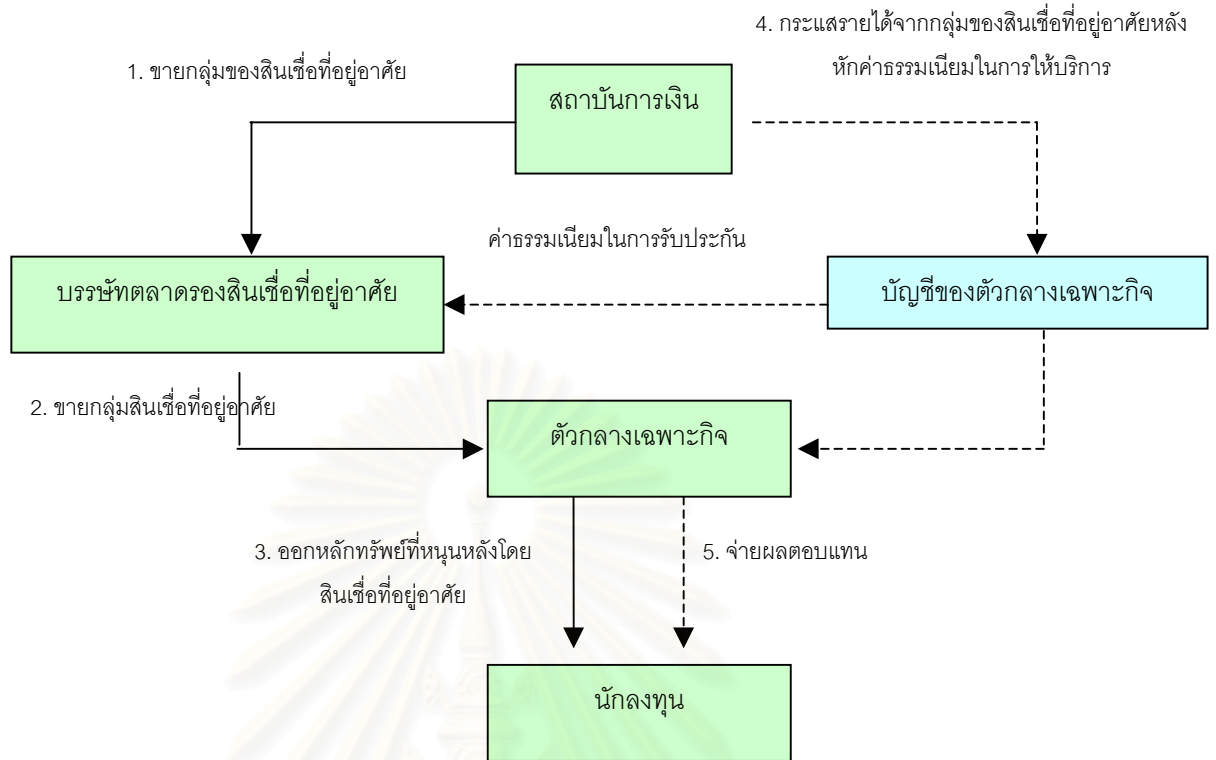 4. กระแสรายได้จากกลุ่มของสินเชื่อที่อยู่อาศัยหลัง
หักค่าธรรมเนียมในการให้บริการ
1. ขายกลุ่มของสินเชื่อที่อยู่อาศัย
สถาบันการเงิน
ค่าธรรมเนียมในการรับประกัน
บรรษัทตลาดรองสินเชื่อที่อยู่อาศัย
บัญชีของตัวกลางเฉพาะกิจ
2. ขายกลุ่มสินเชื่อที่อยู่อาศัย
ตัวกลางเฉพาะกิจ
3. ออกหลักทรัพย์ที่หนุนหลังโดย
สินเชื่อที่อยู่อาศัย
5. จ่ายผลตอบแทน
นักลงทุน